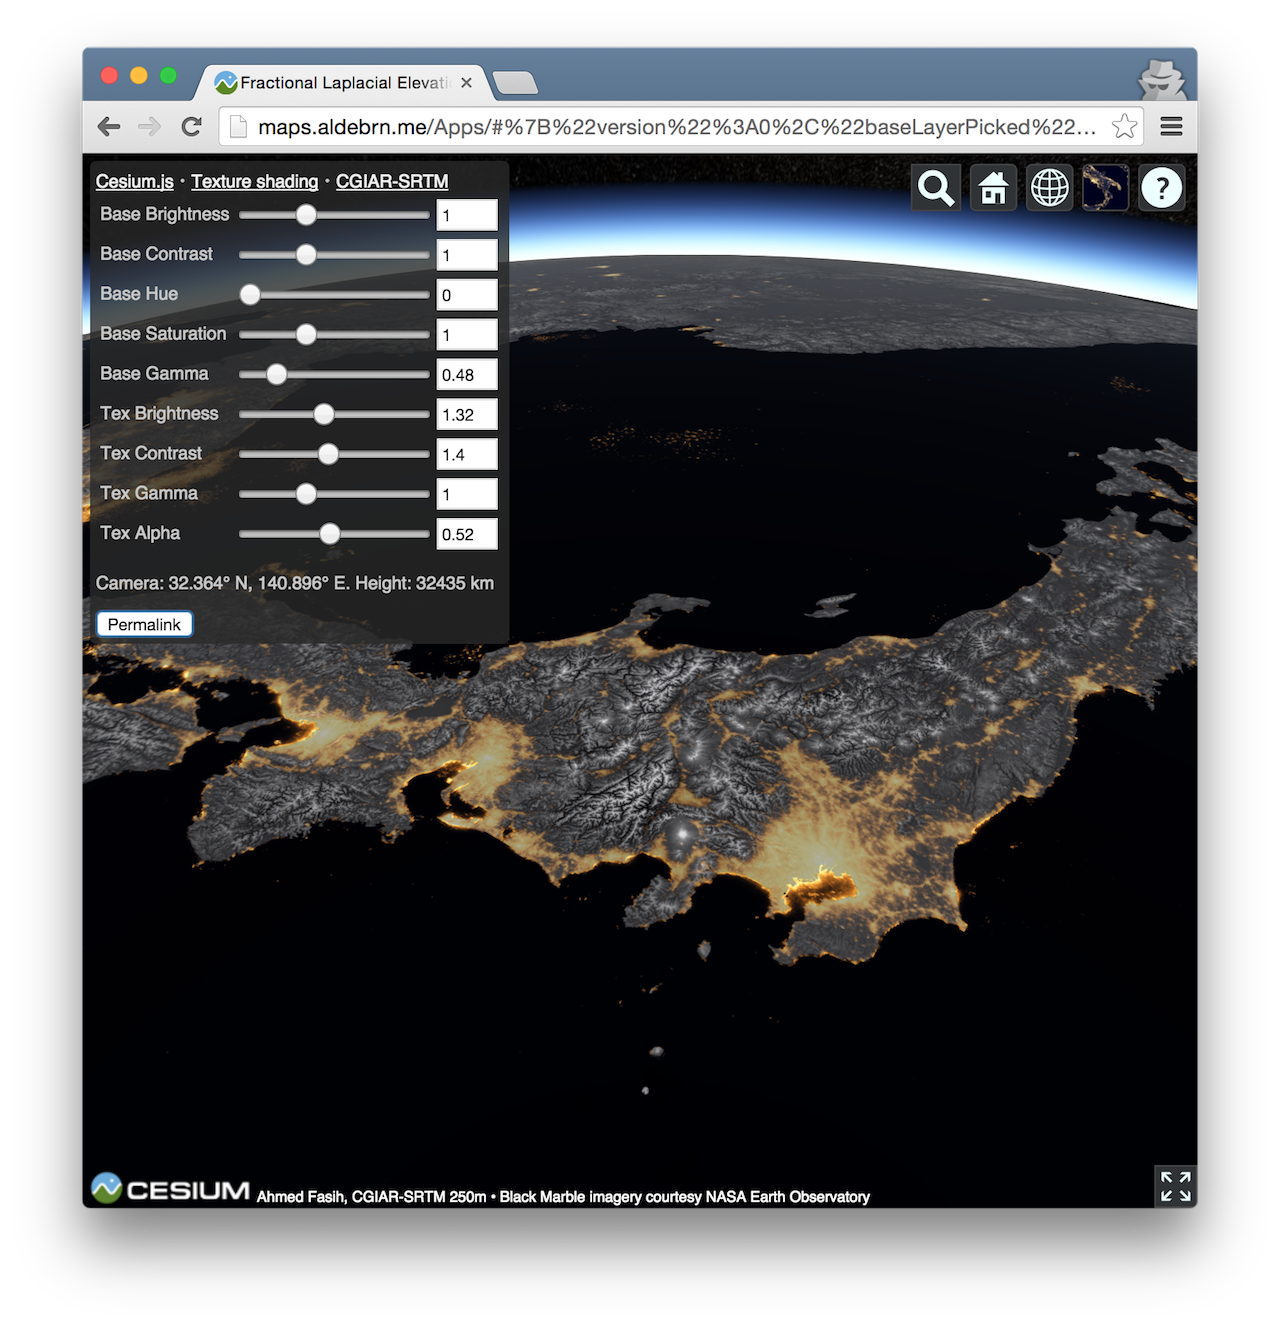 Fractional Laplacial Elevati
maps.aldebrn.me/Apps/#%7B%22version%22%3A0%2C%22baseLayerPicked%22...
Cesium.js • Texture shading • CGIAR-SRTM
Base Brightness 1
Base Contrast 1
Base Hue 0
Base Saturation 1
Base Gamma 0.48
Tex Brightness 1.32
Tex Contrast 1.4
Tex Gamma 1
Tex Alpha 0.52
Camera: 32.364° N, 140.896° E. Height: 32435 km
Permalink
?
CESIUM Ahmed Fasih, CGIAR-SRTM 250m • Black Marble imagery courtesy NASA Earth Observatory